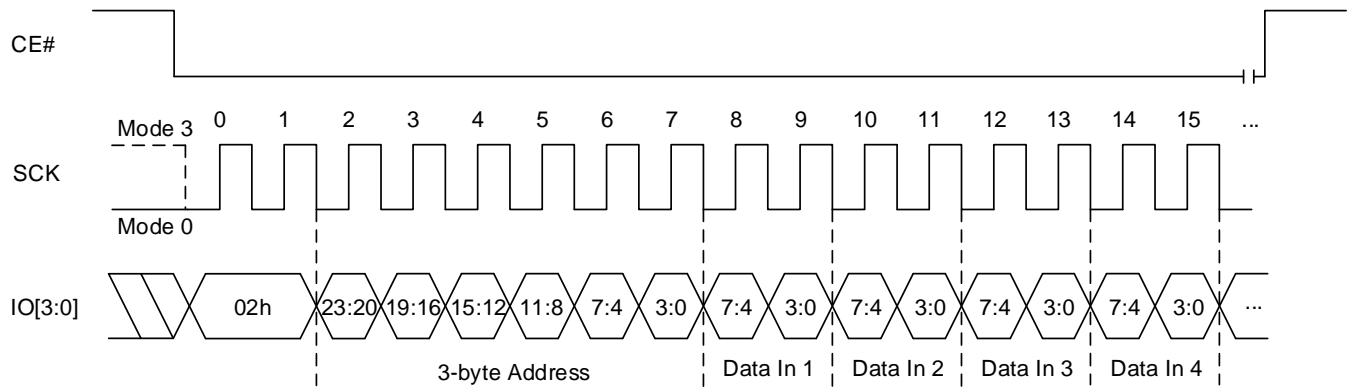 CE#
Mode 3
0 1 2 3 4 5 6 7 8 9 10 11 12 13 14 15 ...
SCK
Mode 0
IO[3:0]
02h 23:20 19:16 15:12 11:8 7:4 3:0 7:4 3:0 7:4 3:0 7:4 3:0 7:4 3:0 ...
3-byte Address Data In 1 Data In 2 Data In 3 Data In 4